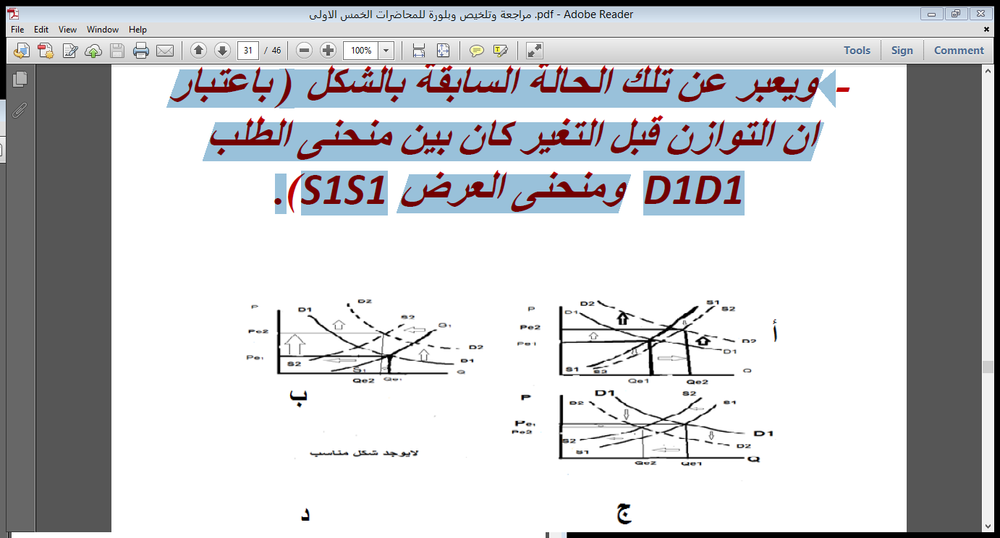 مراجعة وتلخيص وبلورة للمحاضرات الخمس الاولى .pdf - Adobe Reader
File Edit View Window Help
31 / 46 100% Tools Sign Comment
- ويعبر عن تلك الحالة السابقة بالشكل (باعتبار
ان التوازن قبل التغير كان بين منحنى الطلب
D1D1 ومنحنى العرض S1S1).
أ
P
D2
S1
D1
S2
Pe2
Pe1
D2
D1
S1
S2
Q
Qe1
Qe2
ب
P
D2
D1
S2
S1
Pe2
D2
Pe1
S2
D1
S1
Q
Qe2
Qe1
ج
P
D1
S2
D2
S1
Pe1
Pe2
D1
S2
D2
S1
Q
Qe2
Qe1
لايوجد شكل مناسب
د